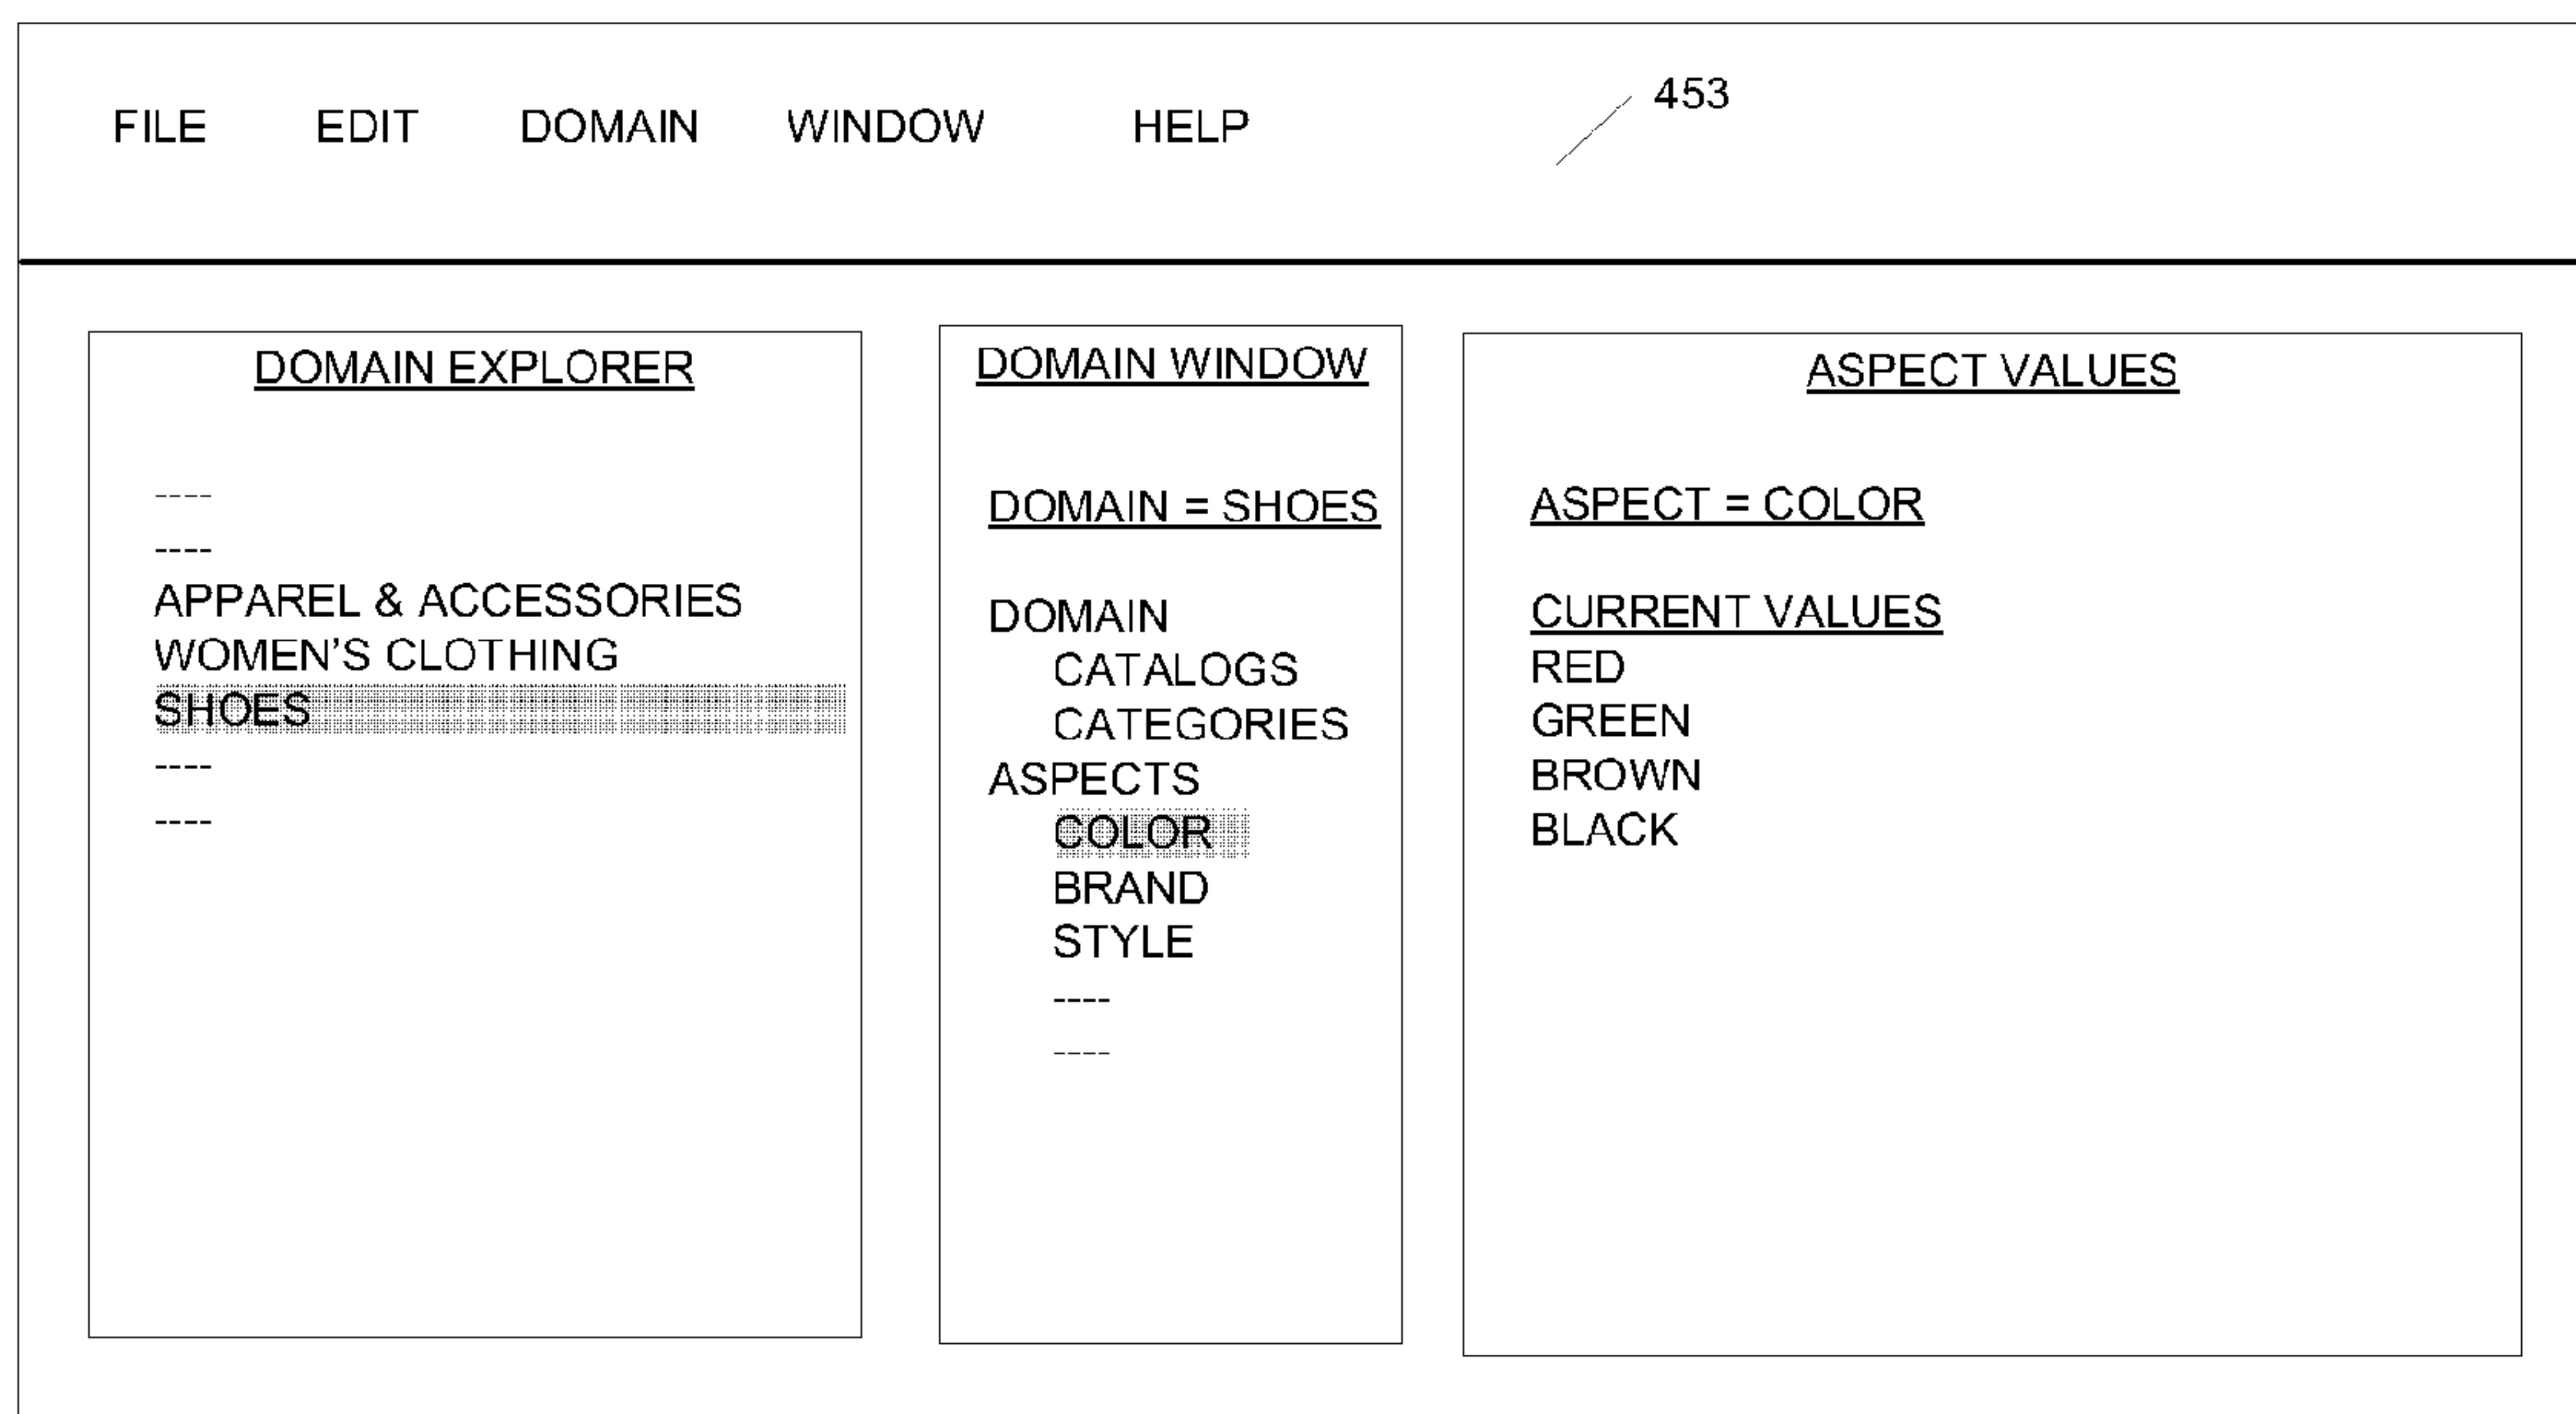 FILE EDIT DOMAIN WINDOW HELP
453
DOMAIN EXPLORER
----
----
APPAREL & ACCESSORIES
WOMEN'S CLOTHING
SHOES
----
----
DOMAIN WINDOW
DOMAIN = SHOES
DOMAIN
CATALOGS
CATEGORIES
ASPECTS
COLOR
BRAND
STYLE
----
----
ASPECT VALUES
ASPECT = COLOR
CURRENT VALUES
RED
GREEN
BROWN
BLACK